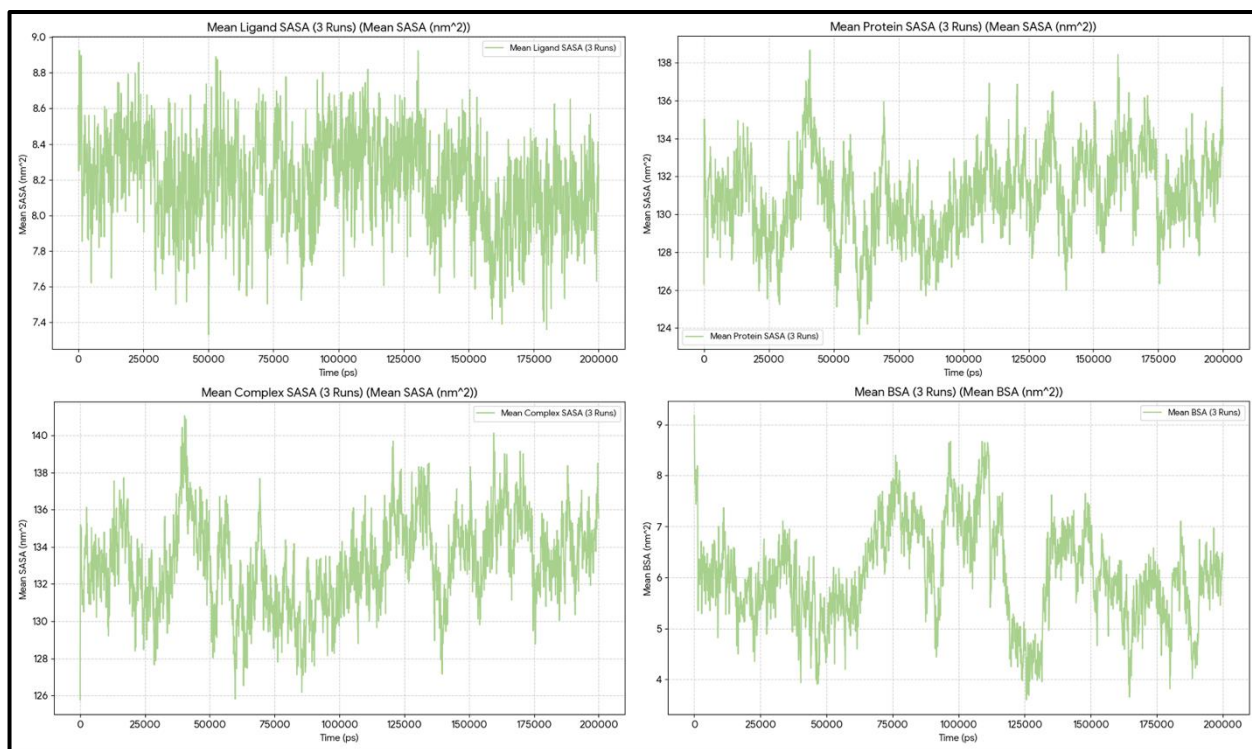 Mean Ligand SASA (3 Runs) (Mean SASA (nm^2))
Mean Ligand SASA (3 Runs)
Mean SASA (nm^2)
9.0
8.8
8.6
8.4
8.2
8.0
7.8
7.6
7.4
0 25000 50000 75000 100000 125000 150000 175000 200000
Time (ps)
Mean Protein SASA (3 Runs) (Mean SASA (nm^2))
Mean SASA (nm^2)
138
136
134
132
130
128
126
124
Mean Protein SASA (3 Runs)
0 25000 50000 75000 100000 125000 150000 175000 200000
Time (ps)
Mean Complex SASA (3 Runs) (Mean SASA (nm^2))
Mean Complex SASA (3 Runs)
Mean SASA (nm^2)
140
138
136
134
132
130
128
126
0 25000 50000 75000 100000 125000 150000 175000 200000
Time (ps)
Mean BSA (3 Runs) (Mean BSA (nm^2))
Mean BSA (3 Runs)
Mean BSA (nm^2)
9
8
7
6
5
4
0 25000 50000 75000 100000 125000 150000 175000 200000
Time (ps)